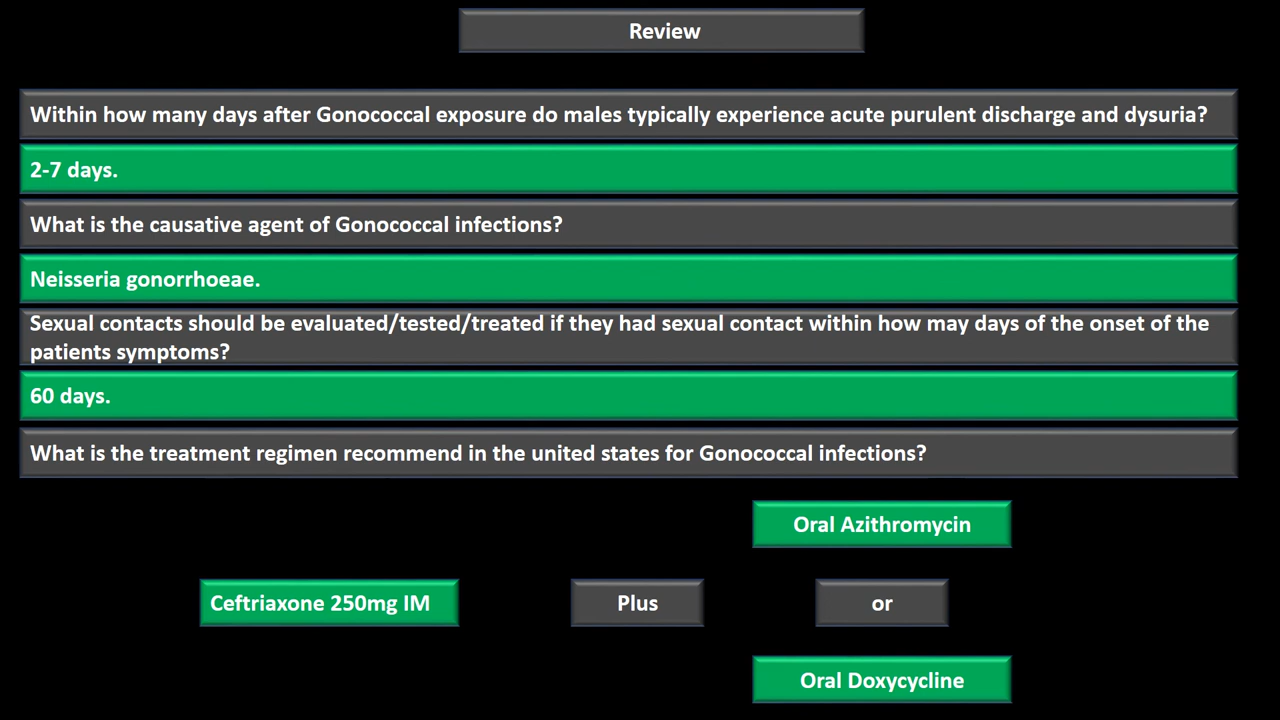 Review
Within how many days after Gonococcal exposure do males typically experience acute purulent discharge and dysuria?
2-7 days.
What is the causative agent of Gonococcal infections?
Neisseria gonorrhoeae.
Sexual contacts should be evaluated/tested/treated if they had sexual contact within how may days of the onset of the
patients symptoms?
60 days.
What is the treatment regimen recommend in the united states for Gonococcal infections?
Oral Azithromycin
Ceftriaxone 250mg IM
Plus
or
Oral Doxycycline